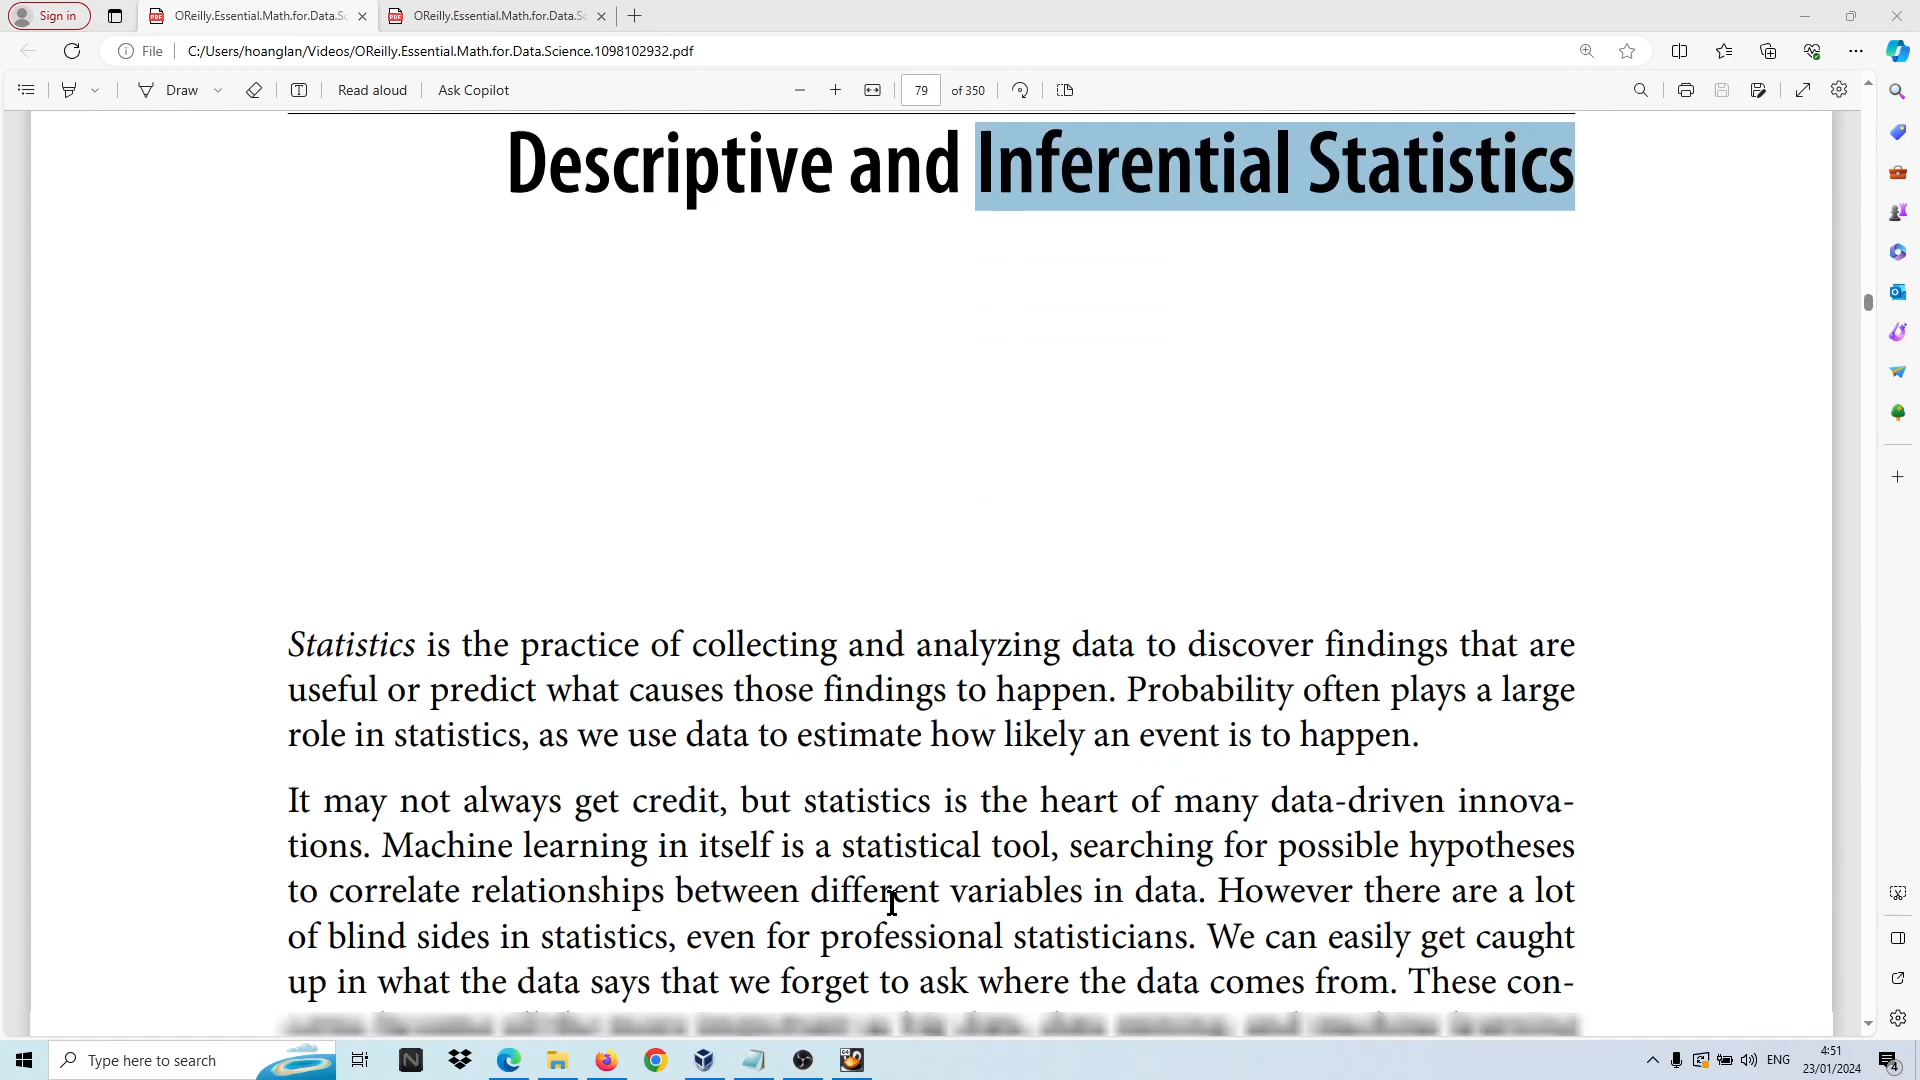 Sign in
OReilly.Essential.Math.for.Data.Sc
OReilly.Essential.Math.for.Data.Sc
File
C:/Users/hoanglan/Videos/OReilly.Essential.Math.for.Data.Science.1098102932.pdf
Draw
Read aloud
Ask Copilot
79 of 350
Descriptive and Inferential Statistics
Statistics is the practice of collecting and analyzing data to discover findings that are
useful or predict what causes those findings to happen. Probability often plays a large
role in statistics, as we use data to estimate how likely an event is to happen.
It may not always get credit, but statistics is the heart of many data-driven innova-
tions. Machine learning in itself is a statistical tool, searching for possible hypotheses
to correlate relationships between different variables in data. However there are a lot
of blind sides in statistics, even for professional statisticians. We can easily get caught
up in what the data says that we forget to ask where the data comes from. These con-
Type here to search
ENG
4:51
23/01/2024
4